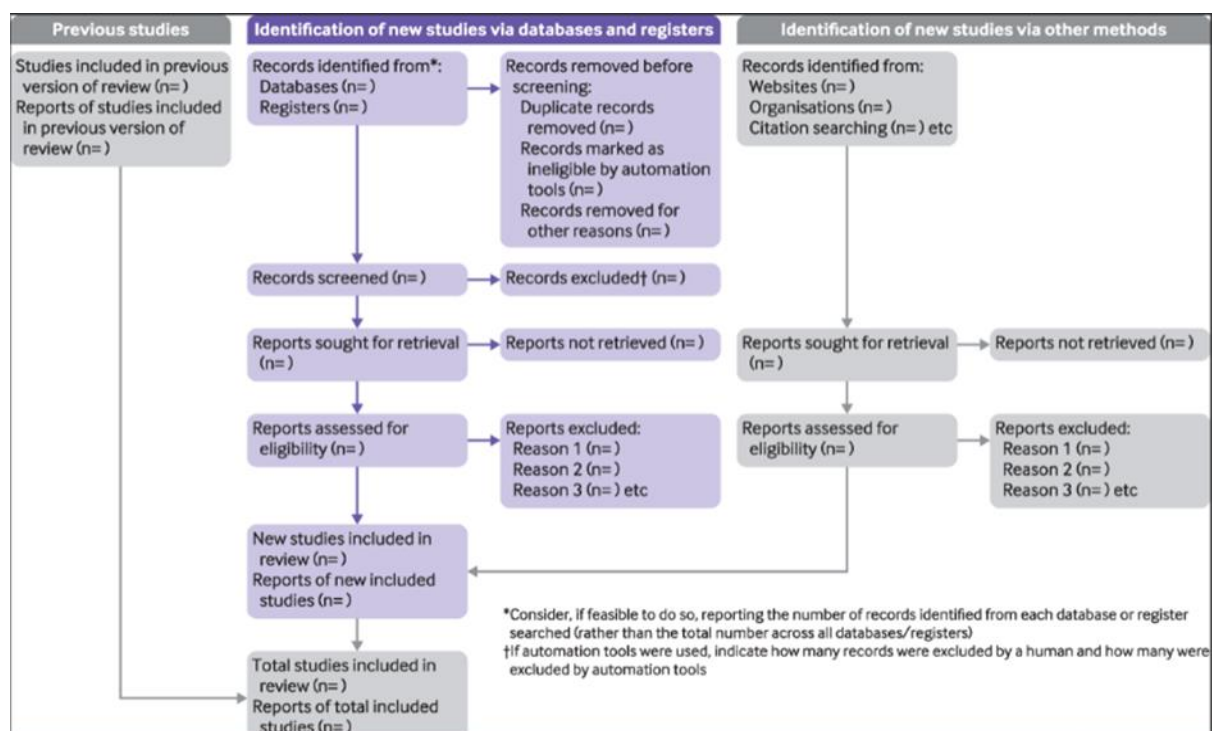 Previous studies
Identification of new studies via databases and registers
Identification of new studies via other methods
Studies included in previous
version of review (n= )
Reports of studies included
in previous version of
review (n= )
Records identified from*:
Databases (n= )
Registers (n= )
Records removed before
screening:
Duplicate records
removed (n= )
Records marked as
ineligible by automation
tools (n= )
Records removed for
other reasons (n= )
Records identified from:
Websites (n= )
Organisations (n= )
Citation searching (n= ) etc
Records screened (n= )
Records excluded† (n= )
Reports sought for retrieval
(n= )
Reports not retrieved (n= )
Reports sought for retrieval
(n= )
Reports not retrieved (n= )
Reports assessed for
eligibility (n= )
Reports excluded:
Reason 1 (n= )
Reason 2 (n= )
Reason 3 (n= ) etc
Reports assessed for
eligibility (n= )
Reports excluded:
Reason 1 (n= )
Reason 2 (n= )
Reason 3 (n= ) etc
New studies included in
review (n= )
Reports of new included
studies (n= )
*Consider, if feasible to do so, reporting the number of records identified from each database or register
searched (rather than the total number across all databases/registers)
†If automation tools were used, indicate how many records were excluded by a human and how many were
excluded by automation tools
Total studies included in
review (n= )
Reports of total included
studies (n= )